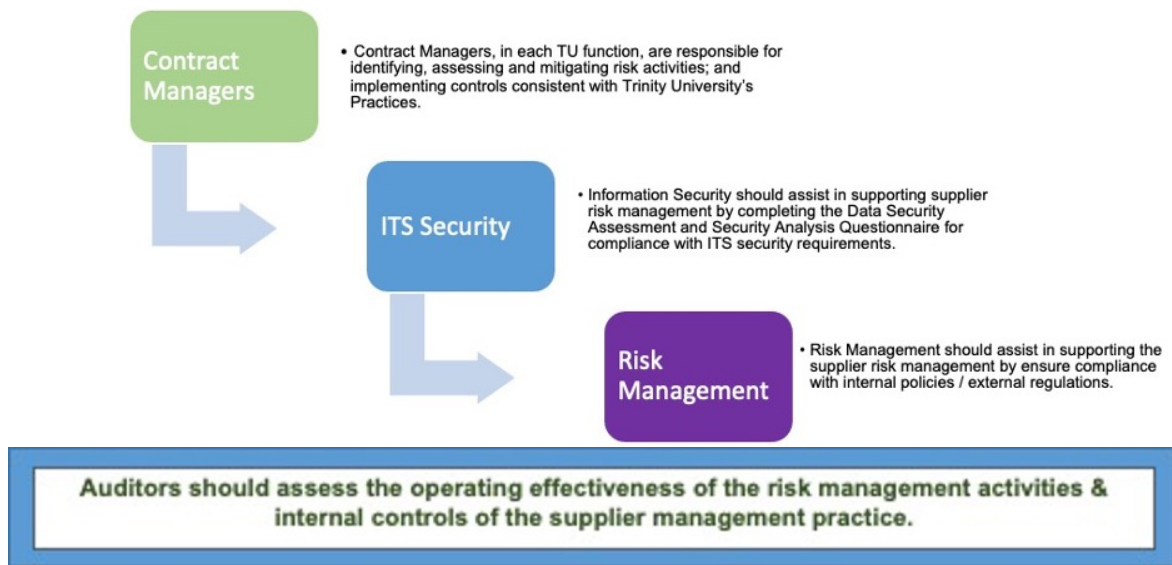 Contract
Managers
• Contract Managers, in each TU function, are responsible for
identifying, assessing and mitigating risk activities; and
implementing controls consistent with Trinity University's
Practices.
ITS Security
• Information Security should assist in supporting supplier
risk management by completing the Data Security
Assessment and Security Analysis Questionnaire for
compliance with ITS security requirements.
Risk
Management
• Risk Management should assist in supporting the
supplier risk management by ensure compliance
with internal policies / external regulations.
Auditors should assess the operating effectiveness of the risk management activities &
internal controls of the supplier management practice.